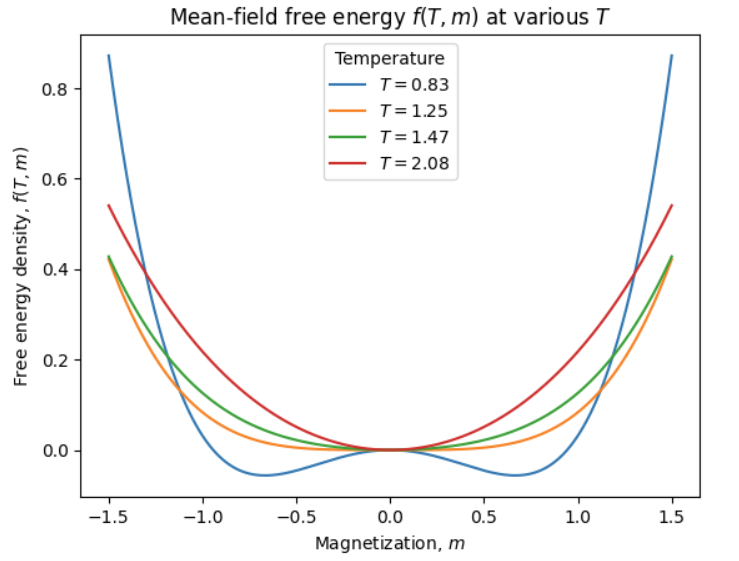 Mean-field free energy f(T, m) at various T
Temperature
T = 0.83
T = 1.25
T = 1.47
T = 2.08
Free energy density, f(T, m)
0.8
0.6
0.4
0.2
0.0
−1.5 −1.0 −0.5 0.0 0.5 1.0 1.5
Magnetization, m